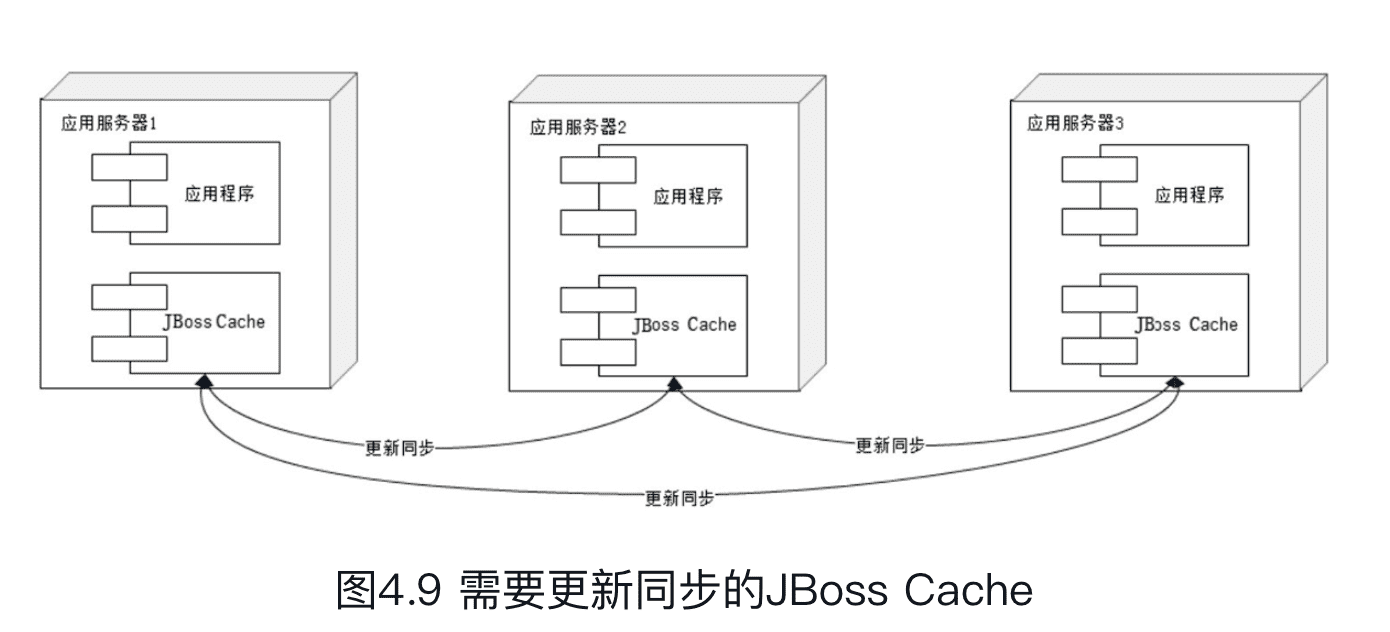 应用服务器1
应用程序
JBoss Cache
应用服务器2
应用程序
JBoss Cache
应用服务器3
应用程序
JBoss Cache
更新同步
更新同步
更新同步
图4.9 需要更新同步的JBoss Cache